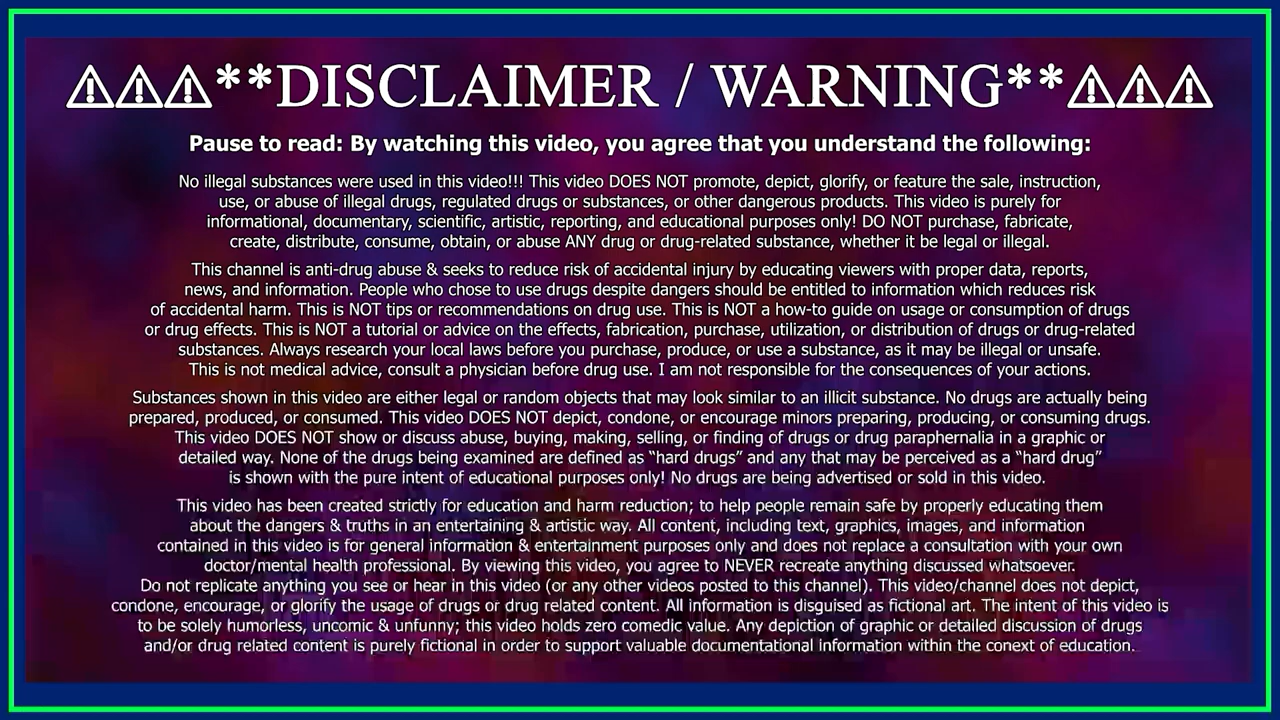 ⚠⚠⚠**DISCLAIMER / WARNING**⚠⚠⚠
Pause to read: By watching this video, you agree that you understand the following:
No illegal substances were used in this video!!! This video DOES NOT promote, depict, glorify, or feature the sale, instruction,
use, or abuse of illegal drugs, regulated drugs or substances, or other dangerous products. This video is purely for
informational, documentary, scientific, artistic, reporting, and educational purposes only! DO NOT purchase, fabricate,
create, distribute, consume, obtain, or abuse ANY drug or drug-related substance, whether it be legal or illegal.
This channel is anti-drug abuse & seeks to reduce risk of accidental injury by educating viewers with proper data, reports,
news, and information. People who chose to use drugs despite dangers should be entitled to information which reduces risk
of accidental harm. This is NOT tips or recommendations on drug use. This is NOT a how-to guide on usage or consumption of drugs
or drug effects. This is NOT a tutorial or advice on the effects, fabrication, purchase, utilization, or distribution of drugs or drug-related
substances. Always research your local laws before you purchase, produce, or use a substance, as it may be illegal or unsafe.
This is not medical advice, consult a physician before drug use. I am not responsible for the consequences of your actions.
Substances shown in this video are either legal or random objects that may look similar to an illicit substance. No drugs are actually being
prepared, produced, or consumed. This video DOES NOT depict, condone, or encourage minors preparing, producing, or consuming drugs.
This video DOES NOT show or discuss abuse, buying, making, selling, or finding of drugs or drug paraphernalia in a graphic or
detailed way. None of the drugs being examined are defined as “hard drugs” and any that may be perceived as a “hard drug”
is shown with the pure intent of educational purposes only! No drugs are being advertised or sold in this video.
This video has been created strictly for education and harm reduction; to help people remain safe by properly educating them
about the dangers & truths in an entertaining & artistic way. All content, including text, graphics, images, and information
contained in this video is for general information & entertainment purposes only and does not replace a consultation with your own
doctor/mental health professional. By viewing this video, you agree to NEVER recreate anything discussed whatsoever.
Do not replicate anything you see or hear in this video (or any other videos posted to this channel). This video/channel does not depict,
condone, encourage, or glorify the usage of drugs or drug related content. All information is disguised as fictional art. The intent of this video is
to be solely humorless, uncomic & unfunny; this video holds zero comedic value. Any depiction of graphic or detailed discussion of drugs
and/or drug related content is purely fictional in order to support valuable documentational information within the conext of education.